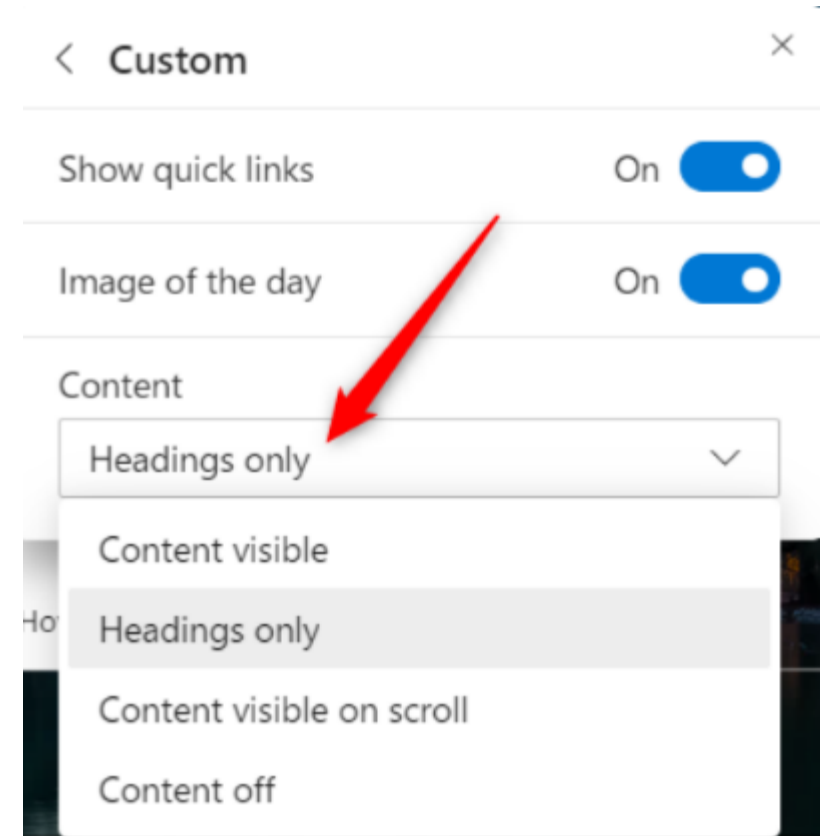 Custom
Show quick links On
Image of the day On
Content
Headings only
Content visible
Headings only
Content visible on scroll
Content off